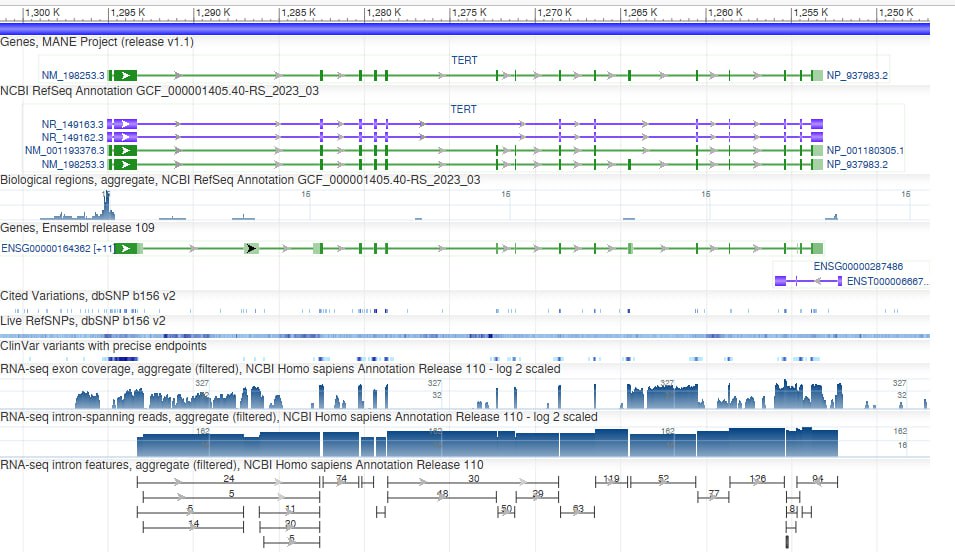 1,300 K 1,295 K 1,290 K 1,285 K 1,280 K 1,275 K 1,270 K 1,265 K 1,260 K 1,255 K 1,250 K
Genes, MANE Project (release v1.1)
TERT
NM_198253.3 NP_937983.2
NCBI RefSeq Annotation GCF_000001405.40-RS_2023_03
TERT
NR_149163.3
NR_149162.3
NM_001193376.3 NP_001180305.1
NM_198253.3 NP_937983.2
Biological regions, aggregate, NCBI RefSeq Annotation GCF_000001405.40-RS_2023_03
16 16 16 16
Genes, Ensembl release 109
ENSG00000164362 [+11
ENSG00000287486
ENST000006667...
Cited Variations, dbSNP b156 v2
Live RefSNPs, dbSNP b156 v2
ClinVar variants with precise endpoints
RNA-seq exon coverage, aggregate (filtered), NCBI Homo sapiens Annotation Release 110 - log 2 scaled
327 327 327 327
32 32 32 32
RNA-seq intron-spanning reads, aggregate (filtered), NCBI Homo sapiens Annotation Release 110 - log 2 scaled
162 162 162 162
16
RNA-seq intron features, aggregate (filtered), NCBI Homo sapiens Annotation Release 110
24 74 30 119 52 126 94
5 48 29 77
6 11 50 63 8
14 20
5